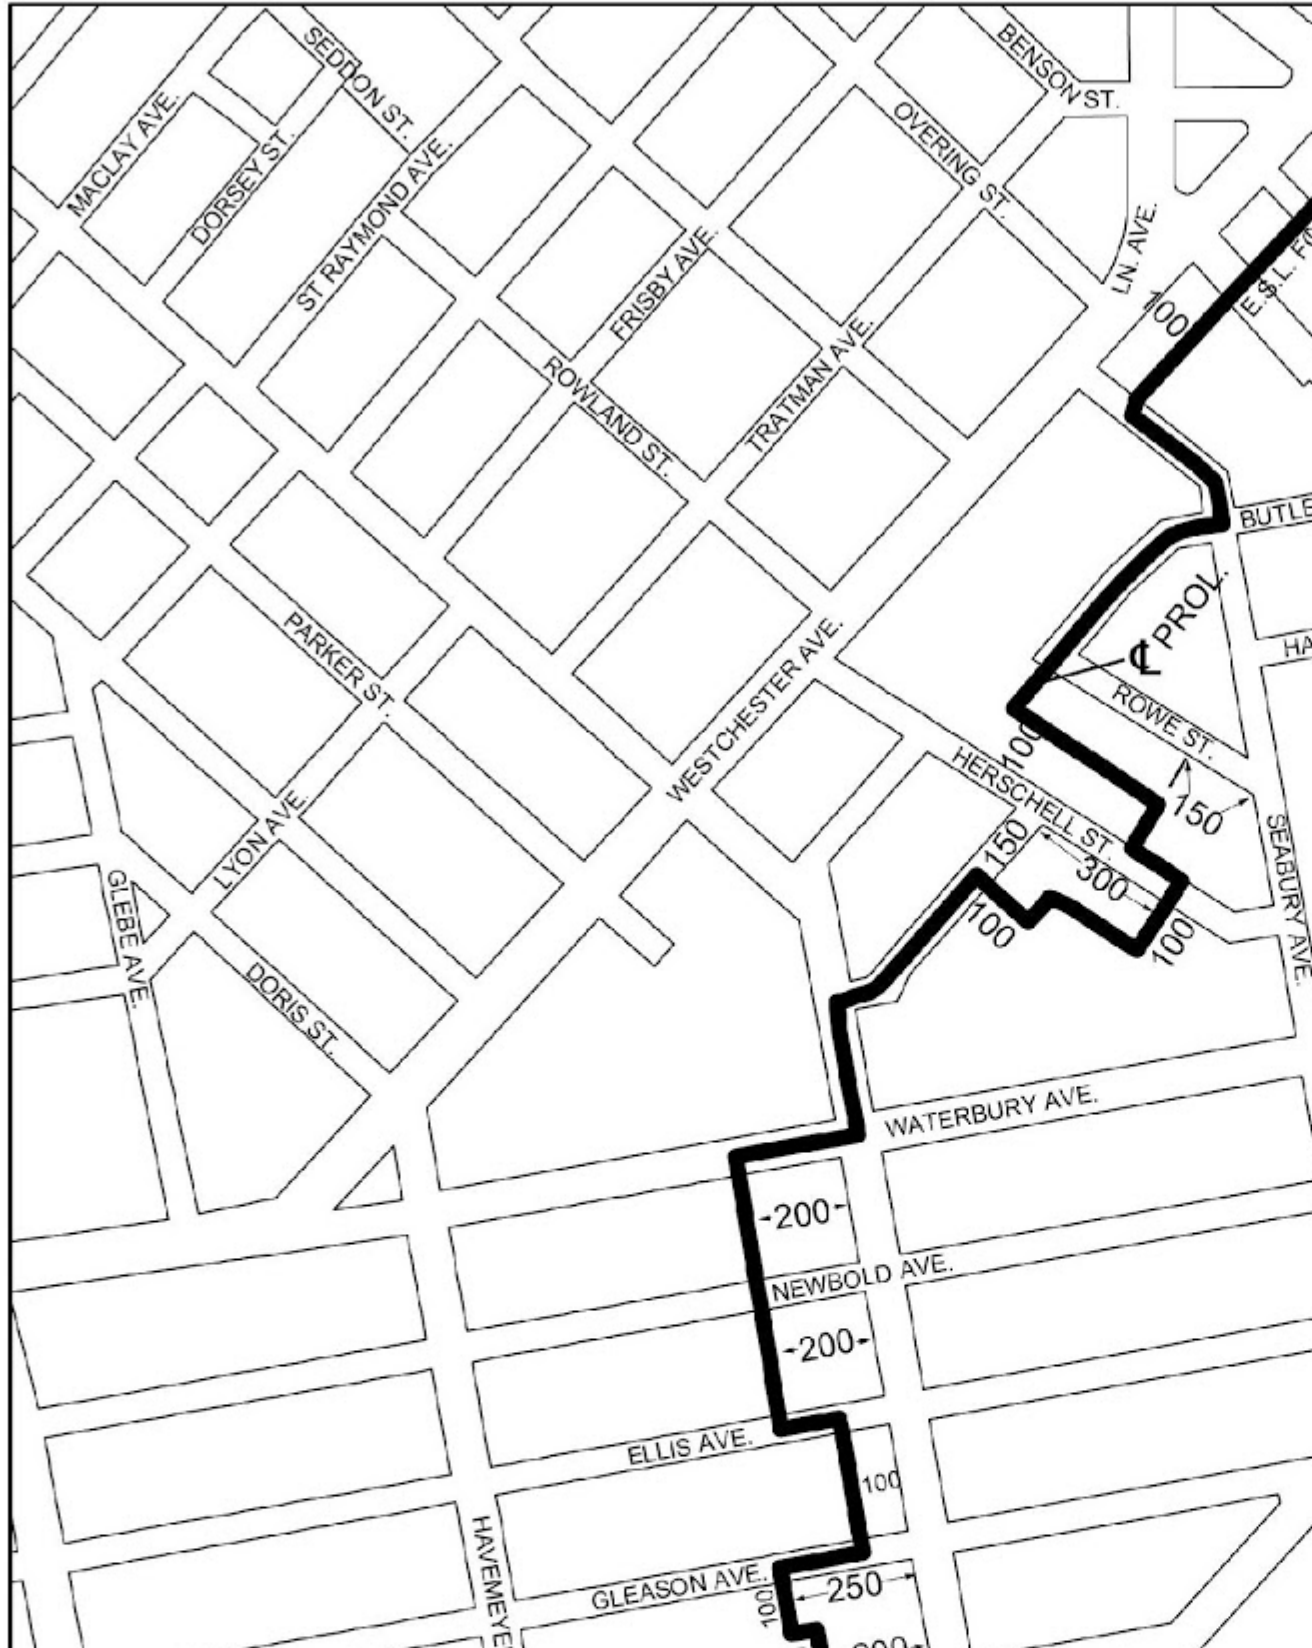 SEDDON ST.
BENSON ST.
MACLAY AVE.
DORSEY ST.
OVERING ST.
ST RAYMOND AVE.
FRISBY AVE.
LN. AVE.
E.S.L.
100
TRATMAN AVE.
ROWLAND ST.
BUTLE
PARKER ST.
℄ PROL.
HA
ROWE ST.
WESTCHESTER AVE.
100
HERSCHELL ST.
150
LYON AVE.
150
300
SEABURY AVE.
GLEBE AVE.
100
100
DORIS ST.
WATERBURY AVE.
200
NEWBOLD AVE.
200
ELLIS AVE.
100
HAVEMEYE
GLEASON AVE.
250
100